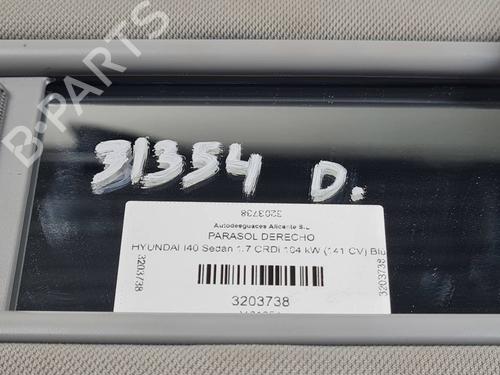 B-PARTS
31354 D.
3203738
Autodesguaces Alicante S.L
PARASOL DERECHO
HYUNDAI I40 Sedán 1.7 CRDi 104 kW (141 CV) Blu
3203738
3203738
3203738